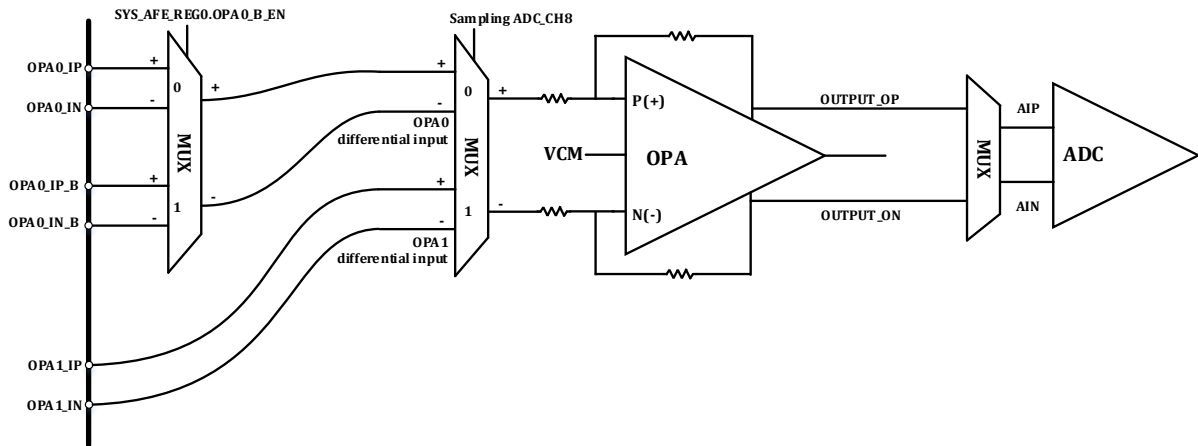 SYS_AFE_REG0.OPA0_B_EN
Sampling ADC_CH8
OPA0_IP
+
0
+
+
0
+
P(+)
OUTPUT_OP
AIP
OPA0_IN
-
-
OPA0
differential input
MUX
MUX
VCM
OPA
MUX
ADC
OPA0_IP_B
+
1
-
+
1
-
N(-)
OUTPUT_ON
AIN
OPA0_IN_B
-
-
OPA1
differential input
OPA1_IP
OPA1_IN